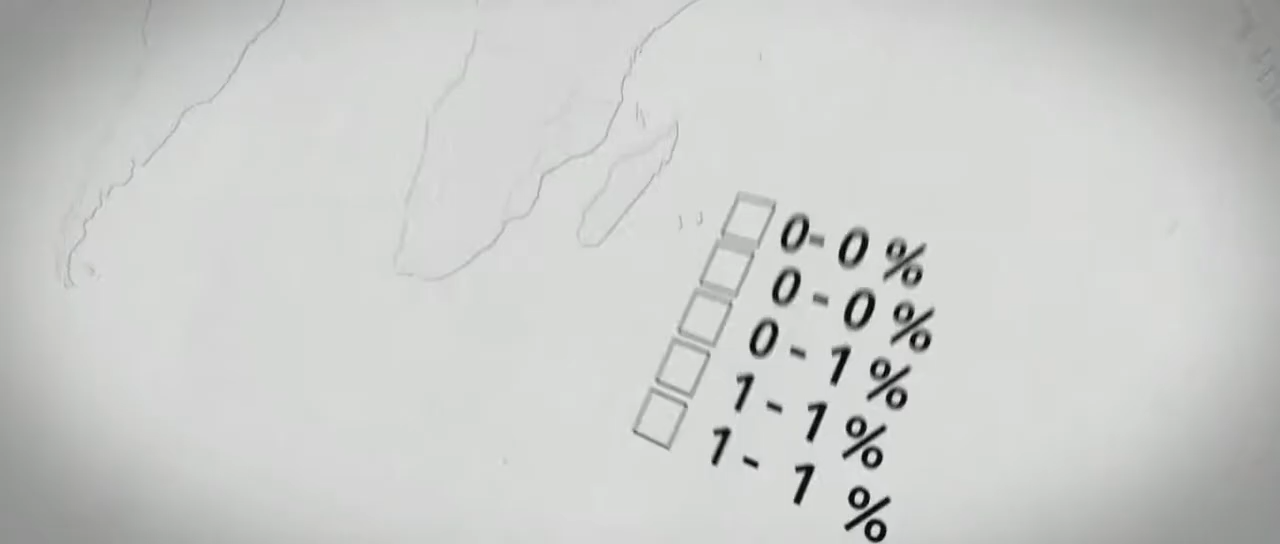 0- 0 %
0 - 0 %
0 - 1 %
1 - 1 %
1 - 1 %